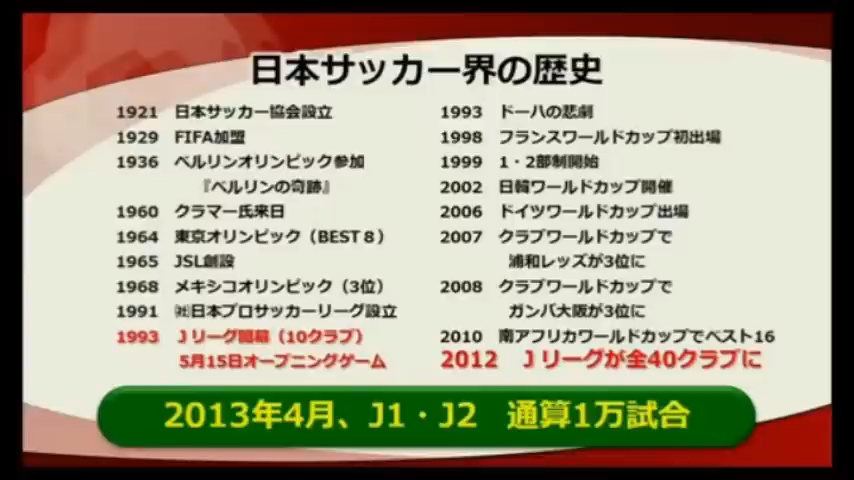 日本サッカー界の歴史
1921 日本サッカー協会設立
1929 FIFA加盟
1936 ベルリンオリンピック参加
『ベルリンの奇跡』
1960 クラマー氏来日
1964 東京オリンピック（BEST８）
1965 JSL創設
1968 メキシコオリンピック（3位）
1991 ㈳日本プロサッカーリーグ設立
1993 Ｊリーグ開幕（10クラブ）
5月15日オープニングゲーム
1993 ドーハの悲劇
1998 フランスワールドカップ初出場
1999 1・2部制開始
2002 日韓ワールドカップ開催
2006 ドイツワールドカップ出場
2007 クラブワールドカップで
浦和レッズが3位に
2008 クラブワールドカップで
ガンバ大阪が3位に
2010 南アフリカワールドカップでベスト16
2012 Ｊリーグが全40クラブに
2013年4月、J1・J2 通算1万試合